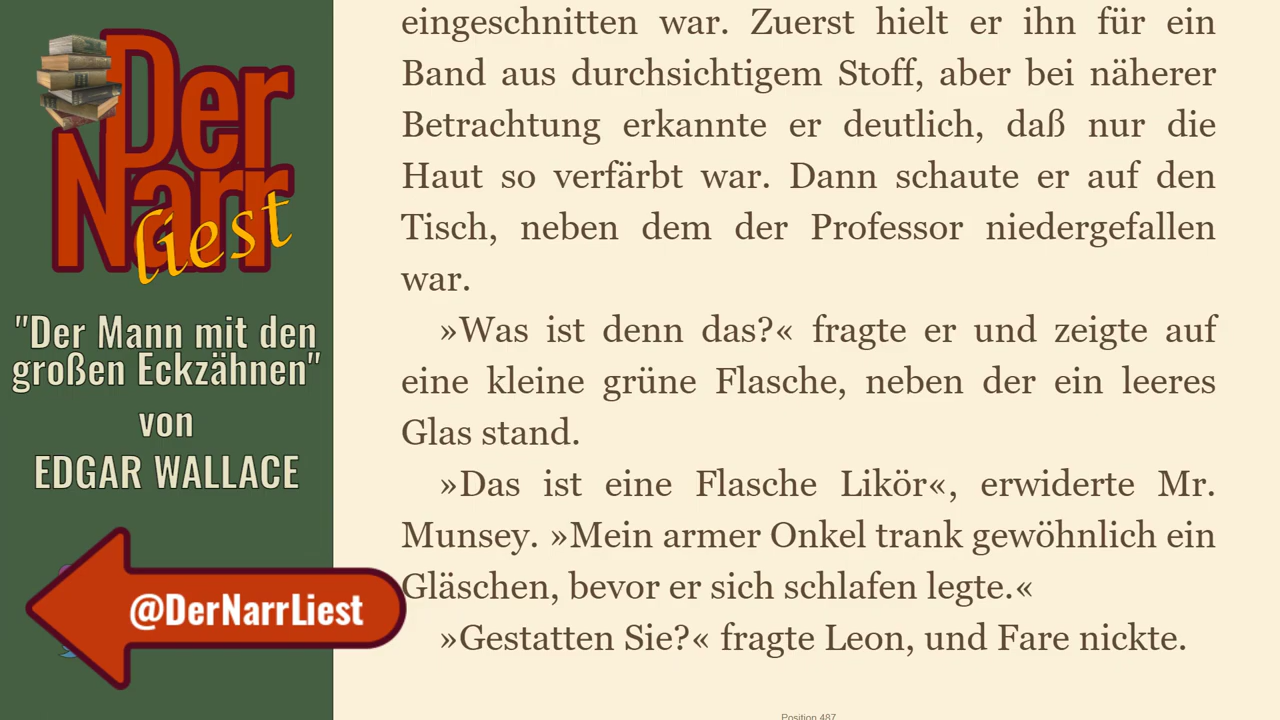 Der
Narr
liest
"Der Mann mit den
großen Eckzähnen"
von
EDGAR WALLACE
@DerNarrLiest
eingeschnitten war. Zuerst hielt er ihn für ein
Band aus durchsichtigem Stoff, aber bei näherer
Betrachtung erkannte er deutlich, daß nur die
Haut so verfärbt war. Dann schaute er auf den
Tisch, neben dem der Professor niedergefallen
war.
»Was ist denn das?« fragte er und zeigte auf
eine kleine grüne Flasche, neben der ein leeres
Glas stand.
»Das ist eine Flasche Likör«, erwiderte Mr.
Munsey. »Mein armer Onkel trank gewöhnlich ein
Gläschen, bevor er sich schlafen legte.«
»Gestatten Sie?« fragte Leon, und Fare nickte.
Position 487